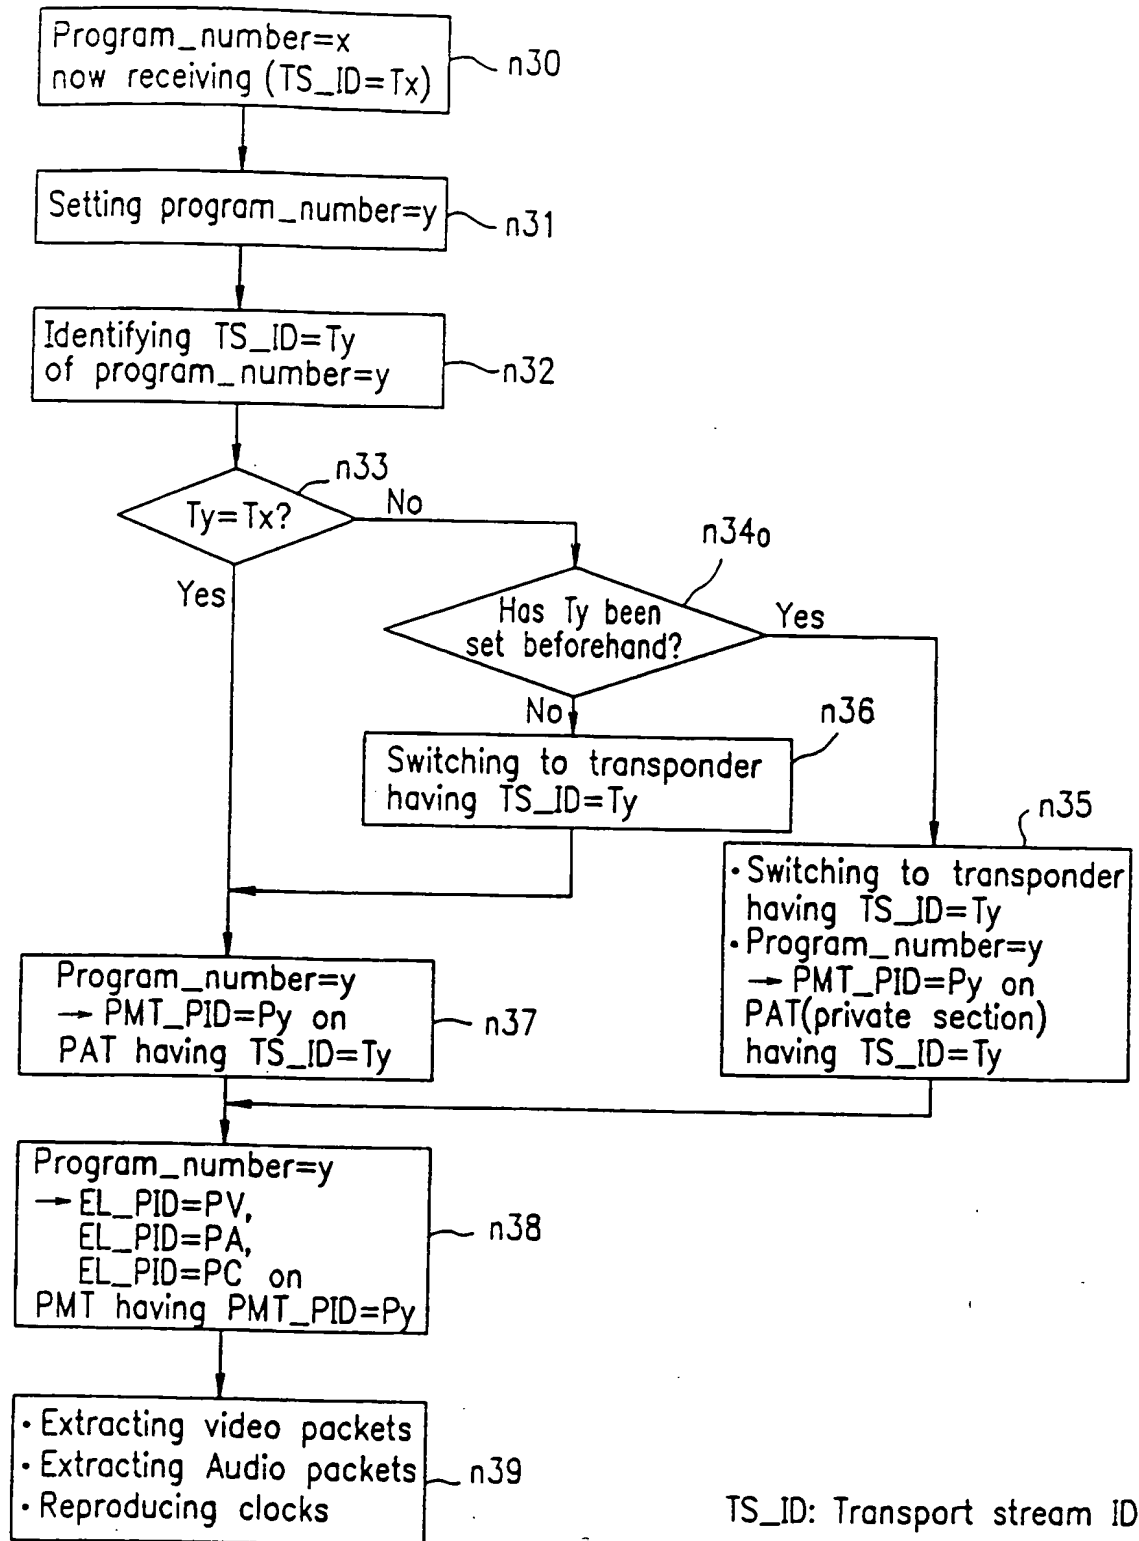 Program_number=x
now receiving (TS_ID=Tx)
n30
Setting program_number=y
n31
Identifying TS_ID=Ty
of program_number=y
n32
n33
Ty=Tx?
No
Yes
n34a
Has Ty been
set beforehand?
Yes
No
n36
Switching to transponder
having TS_ID=Ty
n35
• Switching to transponder
having TS_ID=Ty
• Program_number=y
→ PMT_PID=Py on
PAT(private section)
having TS_ID=Ty
Program_number=y
→ PMT_PID=Py on
PAT having TS_ID=Ty
n37
Program_number=y
→ EL_PID=PV,
EL_PID=PA,
EL_PID=PC on
PMT having PMT_PID=Py
n38
• Extracting video packets
• Extracting Audio packets
• Reproducing clocks
n39
TS_ID: Transport stream ID